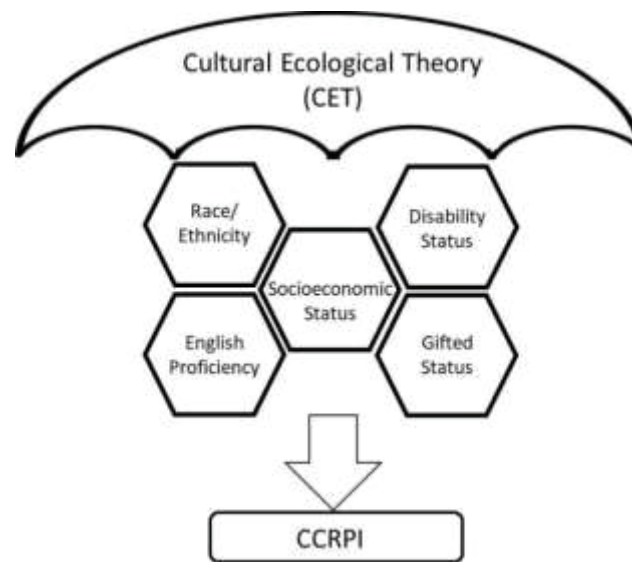 Cultural Ecological Theory
(CET)
Race/
Ethnicity
Disability
Status
Socioeconomic
Status
English
Proficiency
Gifted
Status
CCRPI